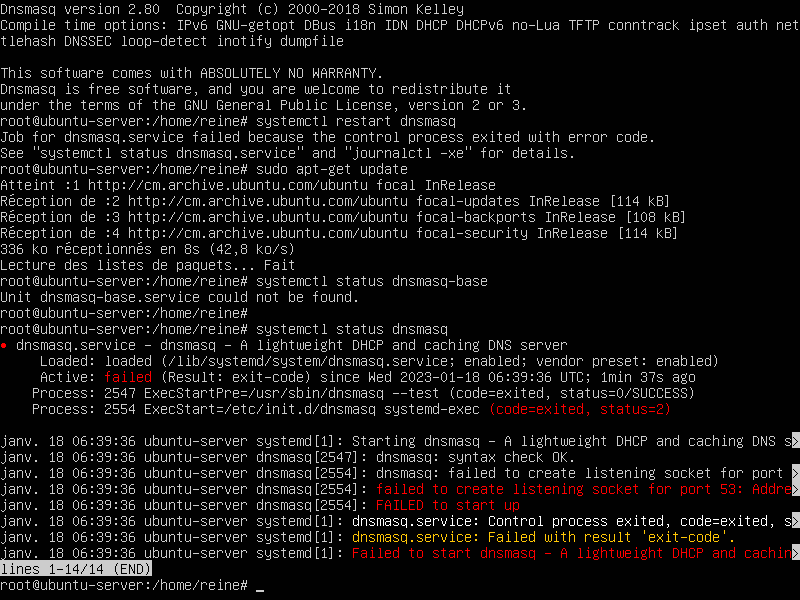 Dnsmasq version 2.80  Copyright (c) 2000-2018 Simon Kelley
Compile time options: IPv6 GNU-getopt DBus i18n IDN DHCP DHCPv6 no-Lua TFTP conntrack ipset auth net
tlehash DNSSEC loop-detect inotify dumpfile
This software comes with ABSOLUTELY NO WARRANTY.
Dnsmasq is free software, and you are welcome to redistribute it
under the terms of the GNU General Public License, version 2 or 3.
root@ubuntu-server:/home/reine# systemctl restart dnsmasq
Job for dnsmasq.service failed because the control process exited with error code.
See "systemctl status dnsmasq.service" and "journalctl -xe" for details.
root@ubuntu-server:/home/reine# sudo apt-get update
Atteint :1 http://cm.archive.ubuntu.com/ubuntu focal InRelease
Réception de :2 http://cm.archive.ubuntu.com/ubuntu focal-updates InRelease [114 kB]
Réception de :3 http://cm.archive.ubuntu.com/ubuntu focal-backports InRelease [108 kB]
Réception de :4 http://cm.archive.ubuntu.com/ubuntu focal-security InRelease [114 kB]
336 ko réceptionnés en 8s (42,8 ko/s)
Lecture des listes de paquets... Fait
root@ubuntu-server:/home/reine# systemctl status dnsmasq-base
Unit dnsmasq-base.service could not be found.
root@ubuntu-server:/home/reine#
root@ubuntu-server:/home/reine# systemctl status dnsmasq
• dnsmasq.service - dnsmasq - A lightweight DHCP and caching DNS server
     Loaded: loaded (/lib/systemd/system/dnsmasq.service; enabled; vendor preset: enabled)
     Active: failed (Result: exit-code) since Wed 2023-01-18 06:39:36 UTC; 1min 37s ago
    Process: 2547 ExecStartPre=/usr/sbin/dnsmasq --test (code=exited, status=0/SUCCESS)
    Process: 2554 ExecStart=/etc/init.d/dnsmasq systemd-exec (code=exited, status=2)
janv. 18 06:39:36 ubuntu-server systemd[1]: Starting dnsmasq - A lightweight DHCP and caching DNS s>
janv. 18 06:39:36 ubuntu-server dnsmasq[2547]: dnsmasq: syntax check OK.
janv. 18 06:39:36 ubuntu-server dnsmasq[2554]: dnsmasq: failed to create listening socket for port >
janv. 18 06:39:36 ubuntu-server dnsmasq[2554]: failed to create listening socket for port 53: Addre>
janv. 18 06:39:36 ubuntu-server dnsmasq[2554]: FAILED to start up
janv. 18 06:39:36 ubuntu-server systemd[1]: dnsmasq.service: Control process exited, code=exited, s>
janv. 18 06:39:36 ubuntu-server systemd[1]: dnsmasq.service: Failed with result 'exit-code'.
janv. 18 06:39:36 ubuntu-server systemd[1]: Failed to start dnsmasq - A lightweight DHCP and cachin>
lines 1-14/14 (END)
root@ubuntu-server:/home/reine# _